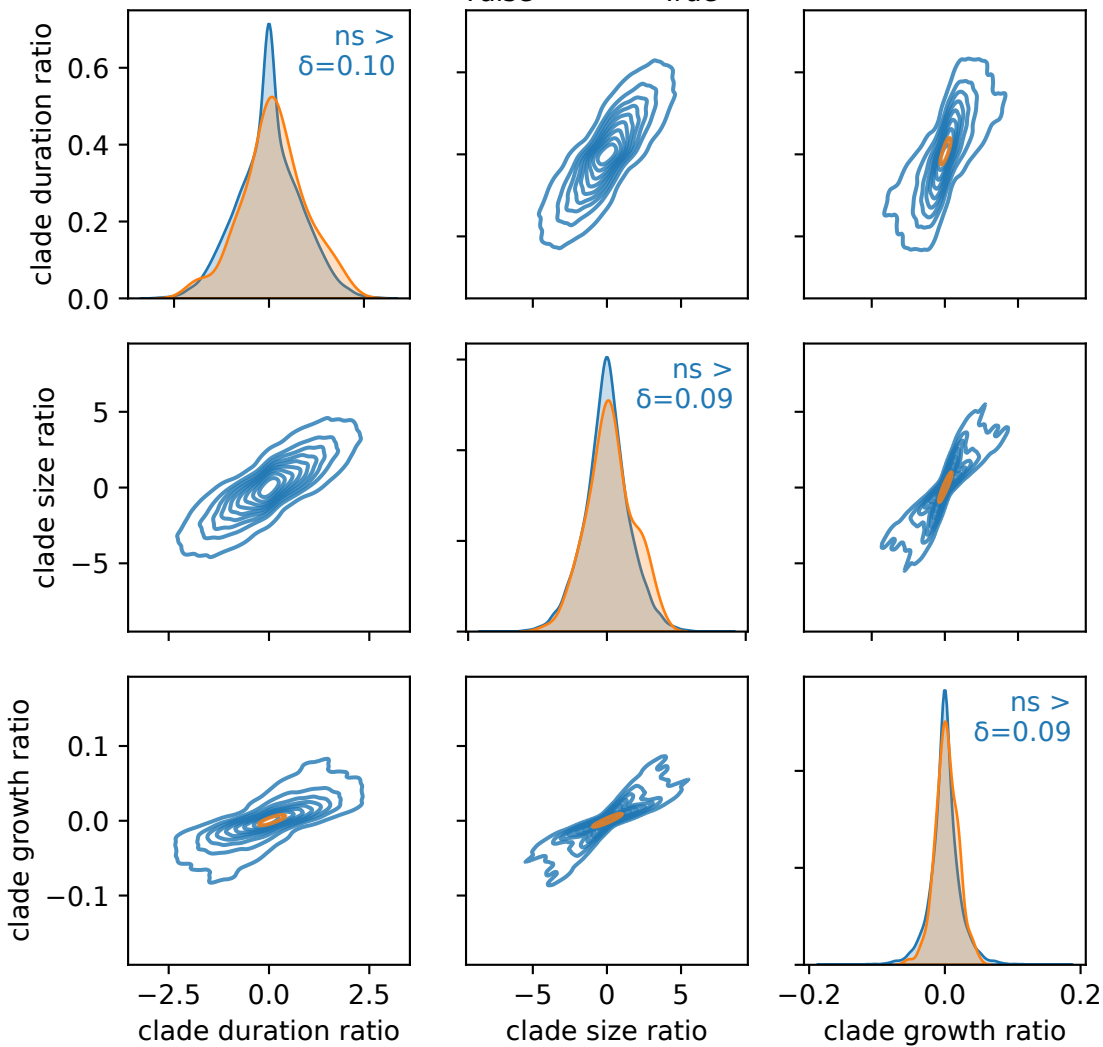 clade duration ratio
0.6
0.4
0.2
0.0
ns >
δ=0.10
clade size ratio
5
0
−5
ns >
δ=0.09
clade growth ratio
0.1
0.0
−0.1
ns >
δ=0.09
−2.5 0.0 2.5
−5 0 5
−0.2 0.0 0.2
clade duration ratio
clade size ratio
clade growth ratio